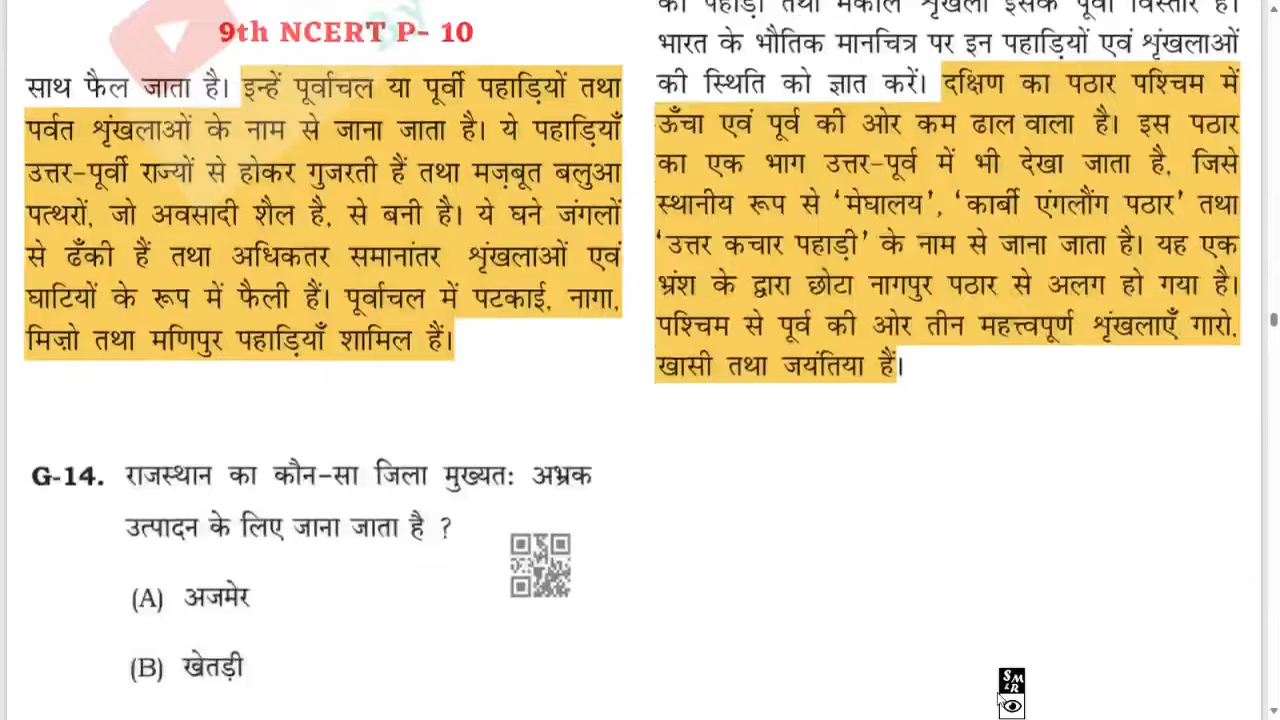 9th NCERT P- 10
साथ फैल जाता है। इन्हें पूर्वाचल या पूर्वी पहाड़ियों तथा
पर्वत शृंखलाओं के नाम से जाना जाता है। ये पहाड़ियाँ
उत्तर-पूर्वी राज्यों से होकर गुजरती हैं तथा मज़बूत बलुआ
पत्थरों, जो अवसादी शैल है, से बनी है। ये घने जंगलों
से ढँकी हैं तथा अधिकतर समानांतर शृंखलाओं एवं
घाटियों के रूप में फैली हैं। पूर्वाचल में पटकाई, नागा,
मिज़ो तथा मणिपुर पहाड़ियाँ शामिल हैं।
की पहाड़ी तथा मैकाल शृंखला इसके पूर्वी विस्तार हैं।
भारत के भौतिक मानचित्र पर इन पहाड़ियों एवं शृंखलाओं
की स्थिति को ज्ञात करें। दक्षिण का पठार पश्चिम में
ऊँचा एवं पूर्व की ओर कम ढाल वाला है। इस पठार
का एक भाग उत्तर-पूर्व में भी देखा जाता है, जिसे
स्थानीय रूप से ‘मेघालय’, ‘कार्बी एंगलौंग पठार’ तथा
‘उत्तर कचार पहाड़ी’ के नाम से जाना जाता है। यह एक
भ्रंश के द्वारा छोटा नागपुर पठार से अलग हो गया है।
पश्चिम से पूर्व की ओर तीन महत्त्वपूर्ण शृंखलाएँ गारो,
खासी तथा जयंतिया हैं।
G-14. राजस्थान का कौन-सा जिला मुख्यत: अभ्रक
उत्पादन के लिए जाना जाता है ?
(A) अजमेर
(B) खेतड़ी